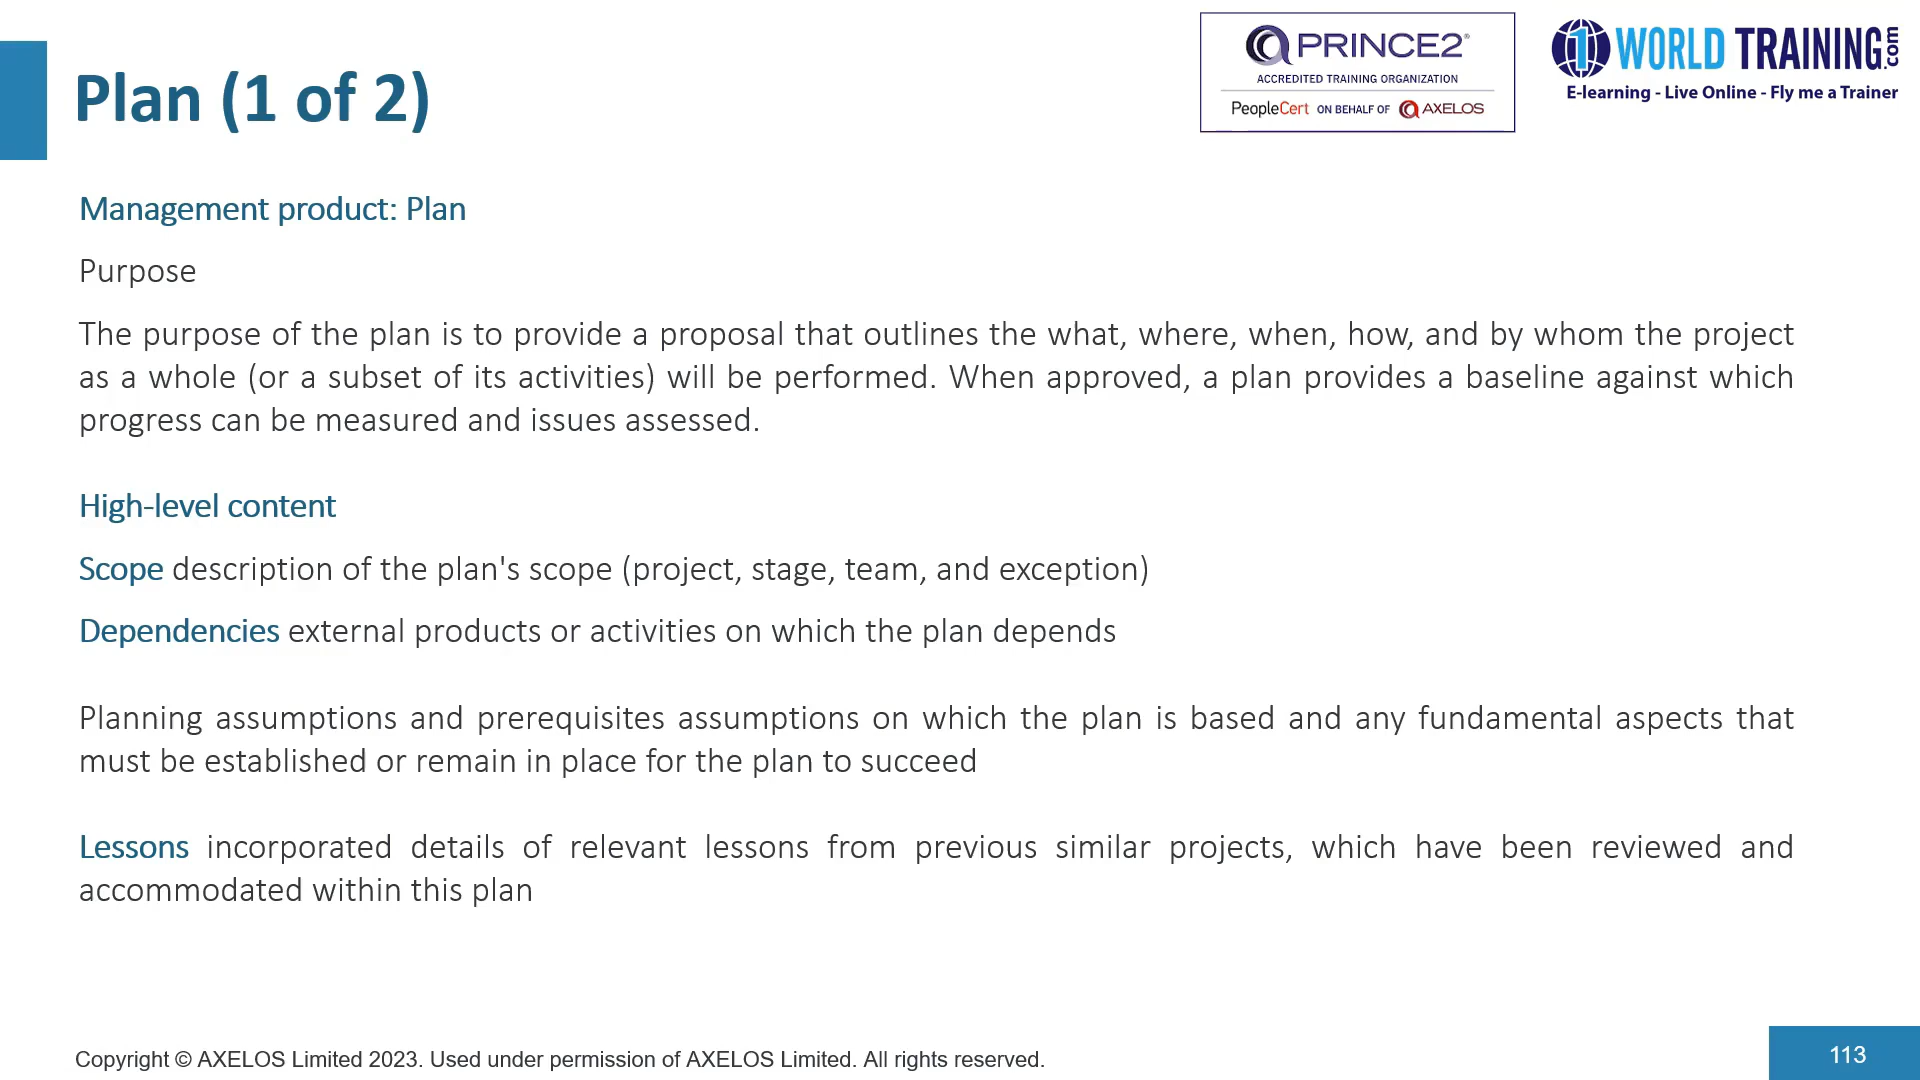 Plan (1 of 2)
PRINCE2®
ACCREDITED TRAINING ORGANIZATION
PeopleCert ON BEHALF OF AXELOS
1 WORLD TRAINING.com
E-learning - Live Online - Fly me a Trainer
Management product: Plan
Purpose
The purpose of the plan is to provide a proposal that outlines the what, where, when, how, and by whom the project
as a whole (or a subset of its activities) will be performed. When approved, a plan provides a baseline against which
progress can be measured and issues assessed.
High-level content
Scope description of the plan's scope (project, stage, team, and exception)
Dependencies external products or activities on which the plan depends
Planning assumptions and prerequisites assumptions on which the plan is based and any fundamental aspects that
must be established or remain in place for the plan to succeed
Lessons incorporated details of relevant lessons from previous similar projects, which have been reviewed and
accommodated within this plan
Copyright © AXELOS Limited 2023. Used under permission of AXELOS Limited. All rights reserved.
113